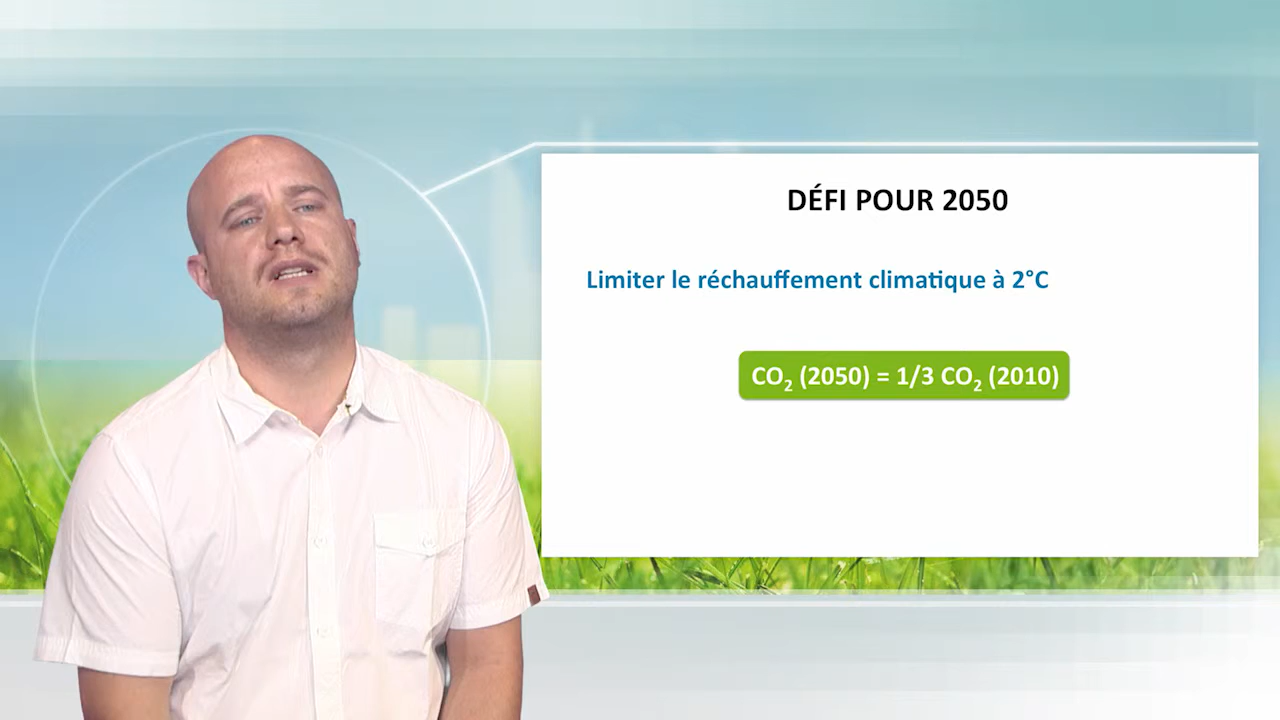 DÉFI POUR 2050
Limiter le réchauffement climatique à 2°C
CO₂ (2050) = 1/3 CO₂ (2010)